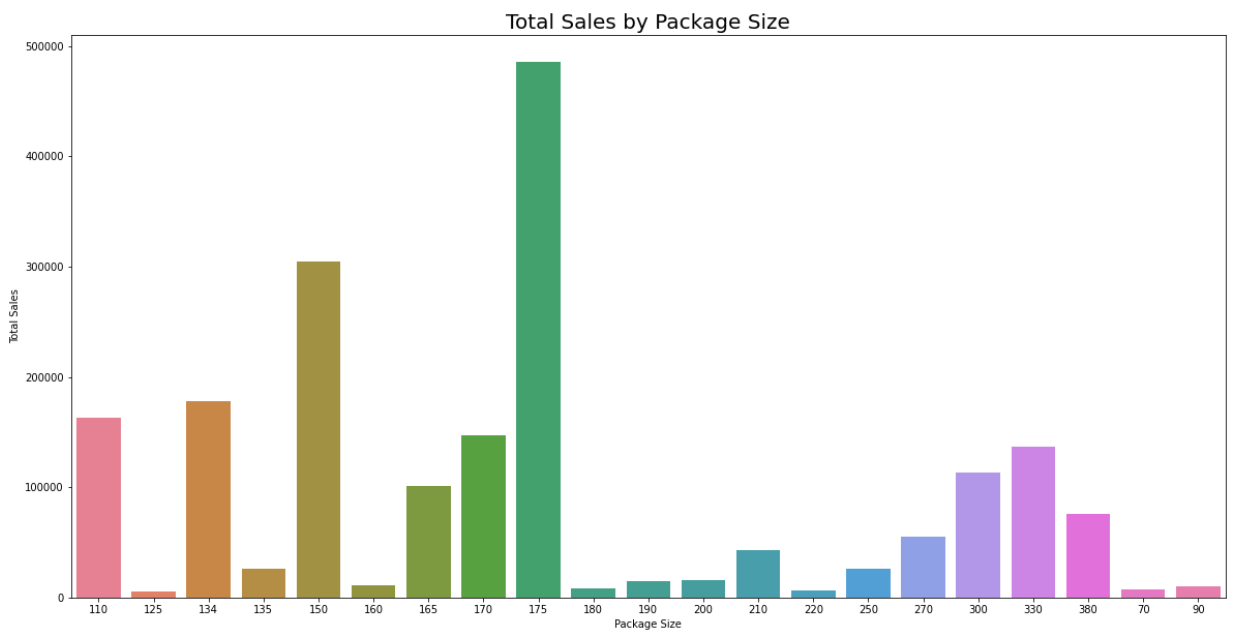 Total Sales by Package Size
500000
400000
300000
200000
100000
0
Total Sales
110 125 134 135 150 160 165 170 175 180 190 200 210 220 250 270 300 330 380 70 90
Package Size